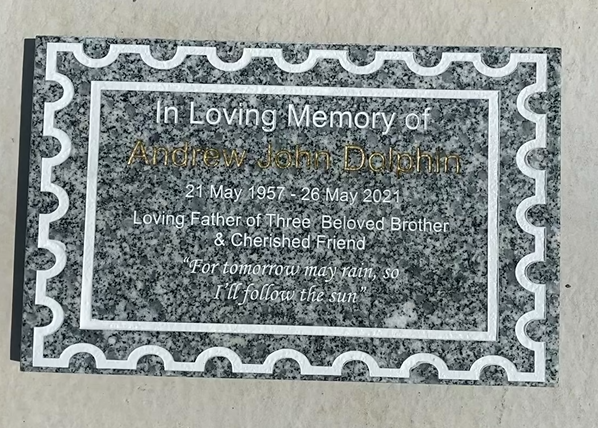 In Loving Memory of
Andrew John Dolphin
21 May 1957 - 26 May 2021
Loving Father of Three Beloved Brother
& Cherished Friend
"For tomorrow may rain, so
I'll follow the sun"